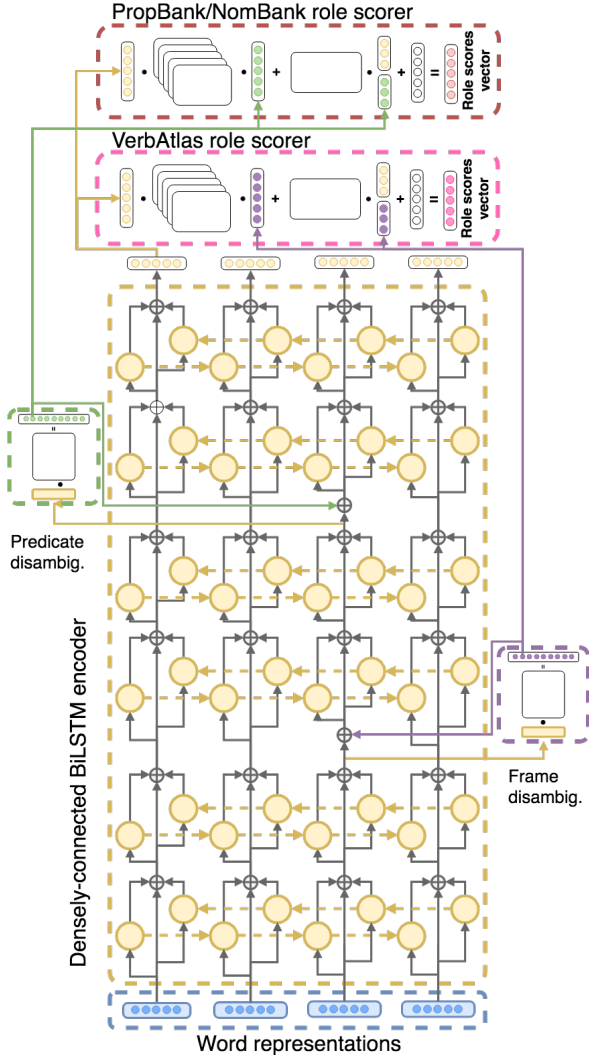 PropBank/NomBank role scorer
Role scores
vector
VerbAtlas role scorer
Role scores
vector
Predicate
disambig.
Densely-connected BiLSTM encoder
Frame
disambig.
Word representations